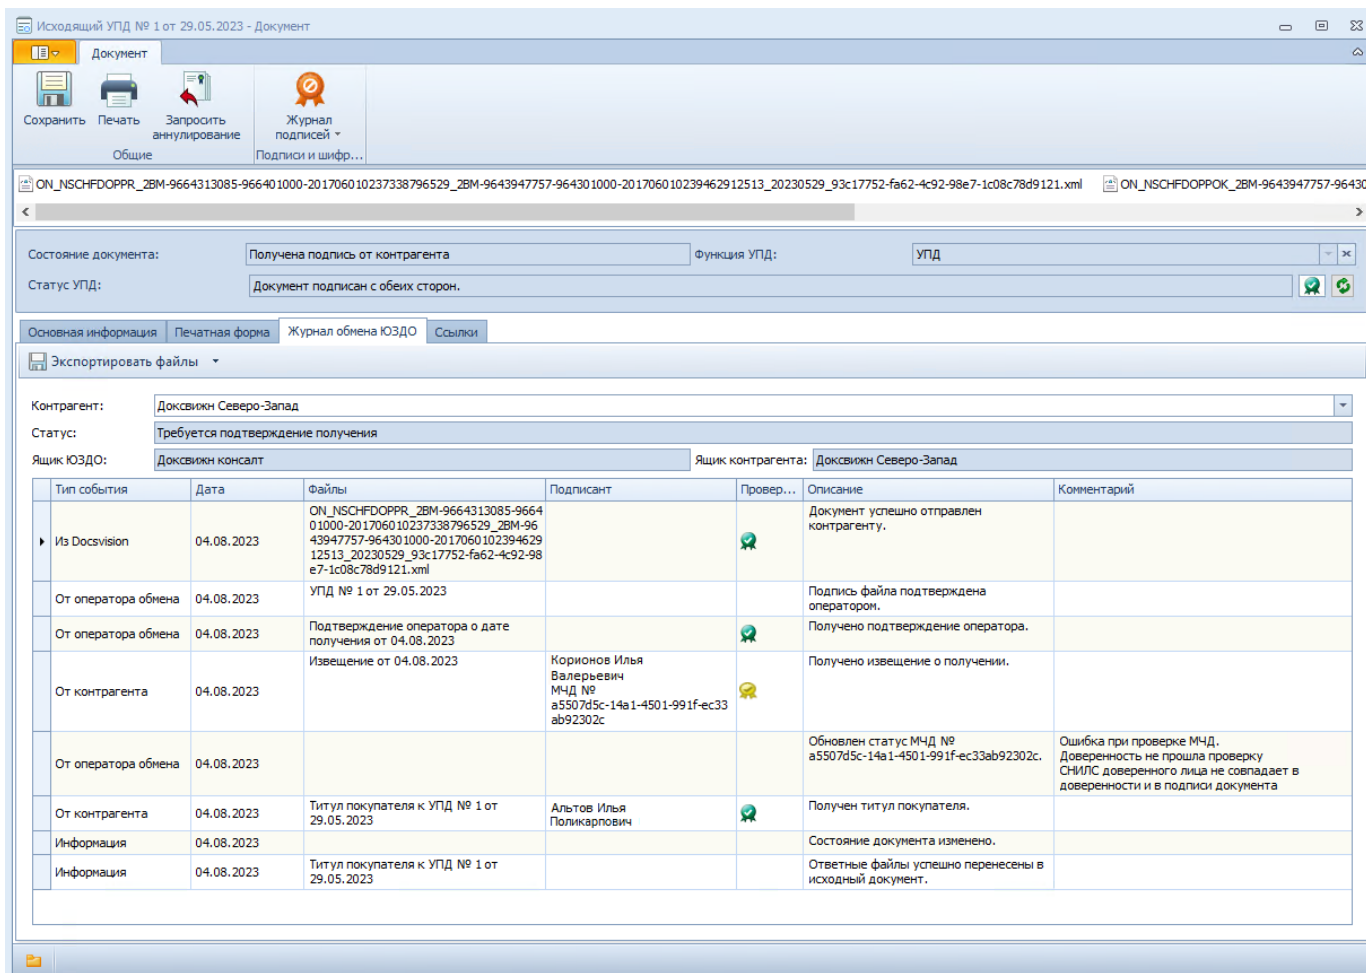 Исходящий УПД № 1 от 29.05.2023 - Документ
Документ
Сохранить
Печать
Запросить
аннулирование
Журнал
подписей
Общие
Подписи и шифр...
ON_NSCHFDOPPR_2BM-9664313085-966401000-201706010237338796529_2BM-9643947757-964301000-201706010239462912513_20230529_93c17752-fa62-4c92-98e7-1c08c78d9121.xml
ON_NSCHFDOPPOK_2BM-9643947757-96430
Состояние документа:
Получена подпись от контрагента
Функция УПД:
УПД
Статус УПД:
Документ подписан с обеих сторон.
Основная информация
Печатная форма
Журнал обмена ЮЗДО
Ссылки
Экспортировать файлы
Контрагент:
Доксвижн Северо-Запад
Статус:
Требуется подтверждение получения
Ящик ЮЗДО:
Доксвижн консалт
Ящик контрагента:
Доксвижн Северо-Запад
Тип события
Дата
Файлы
Подписант
Провер...
Описание
Комментарий
Из Docsvision
04.08.2023
ON_NSCHFDOPPR_2BM-9664313085-9664
01000-201706010237338796529_2BM-96
43947757-964301000-2017060102394629
12513_20230529_93c17752-fa62-4c92-98
e7-1c08c78d9121.xml
Документ успешно отправлен
контрагенту.
От оператора обмена
04.08.2023
УПД № 1 от 29.05.2023
Подпись файла подтверждена
оператором.
От оператора обмена
04.08.2023
Подтверждение оператора о дате
получения от 04.08.2023
Получено подтверждение оператора.
От контрагента
04.08.2023
Извещение от 04.08.2023
Корионов Илья
Валерьевич
МЧД №
a5507d5c-14a1-4501-991f-ec33
ab92302c
Получено извещение о получении.
От оператора обмена
04.08.2023
Обновлен статус МЧД №
a5507d5c-14a1-4501-991f-ec33ab92302c.
Ошибка при проверке МЧД.
Доверенность не прошла проверку
СНИЛС доверенного лица не совпадает в
доверенности и в подписи документа
От контрагента
04.08.2023
Титул покупателя к УПД № 1 от
29.05.2023
Альтов Илья
Поликарпович
Получен титул покупателя.
Информация
04.08.2023
Состояние документа изменено.
Информация
04.08.2023
Титул покупателя к УПД № 1 от
29.05.2023
Ответные файлы успешно перенесены в
исходный документ.